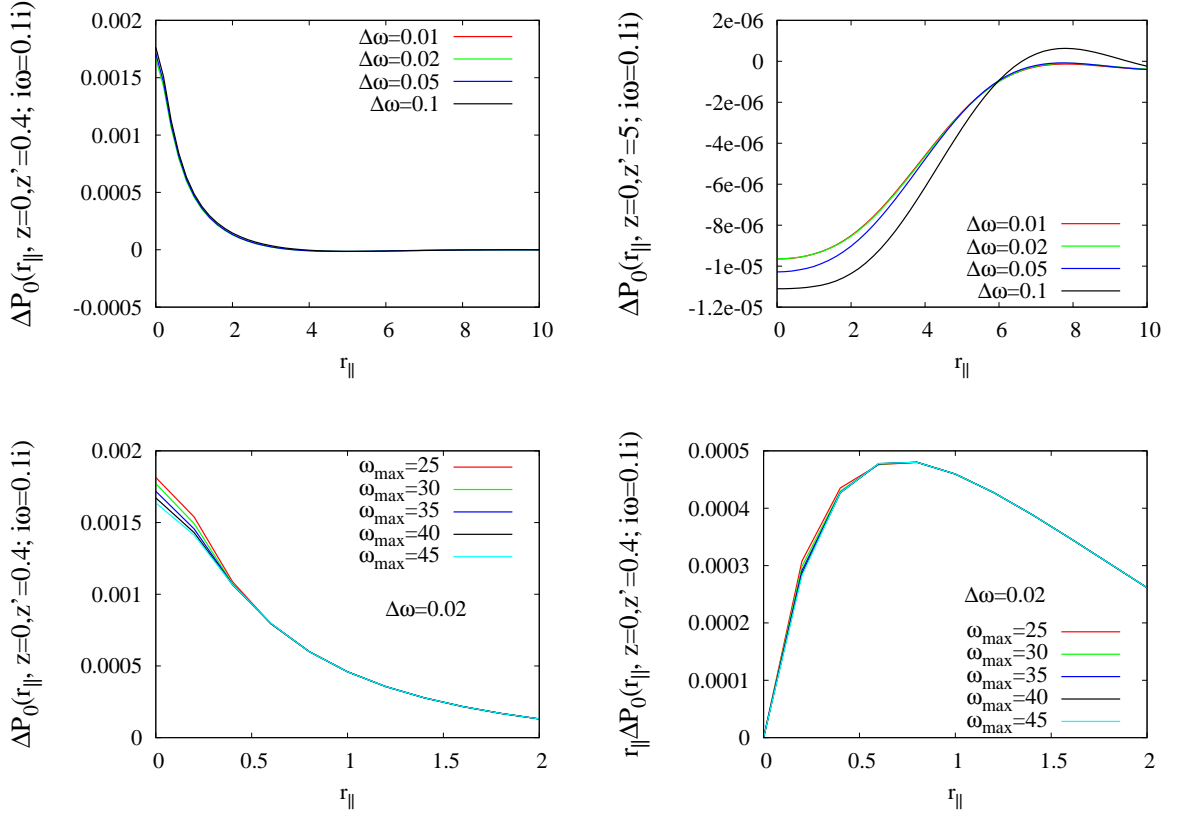 ΔP₀(r||, z=0,z'=0.4; iω=0.1i)
0.002
0.0015
0.001
0.0005
0
-0.0005
Δω=0.01
Δω=0.02
Δω=0.05
Δω=0.1
0 2 4 6 8 10
r||
ΔP₀(r||, z=0,z'=5; iω=0.1i)
0
-2e-06
-4e-06
-6e-06
-8e-06
-1e-05
-1.2e-05
Δω=0.01
Δω=0.02
Δω=0.05
Δω=0.1
0 2 4 6 8 10
r||
ΔP₀(r||, z=0,z'=0.4; iω=0.1i)
0.002
0.0015
0.001
0.0005
0
ωmax=25
ωmax=30
ωmax=35
ωmax=40
ωmax=45
Δω=0.02
0 0.5 1 1.5 2
r||
r||ΔP₀(r||, z=0,z'=0.4; iω=0.1i)
0.0005
0.0004
0.0003
0.0002
0.0001
0
Δω=0.02
ωmax=25
ωmax=30
ωmax=35
ωmax=40
ωmax=45
0 0.5 1 1.5 2
r||